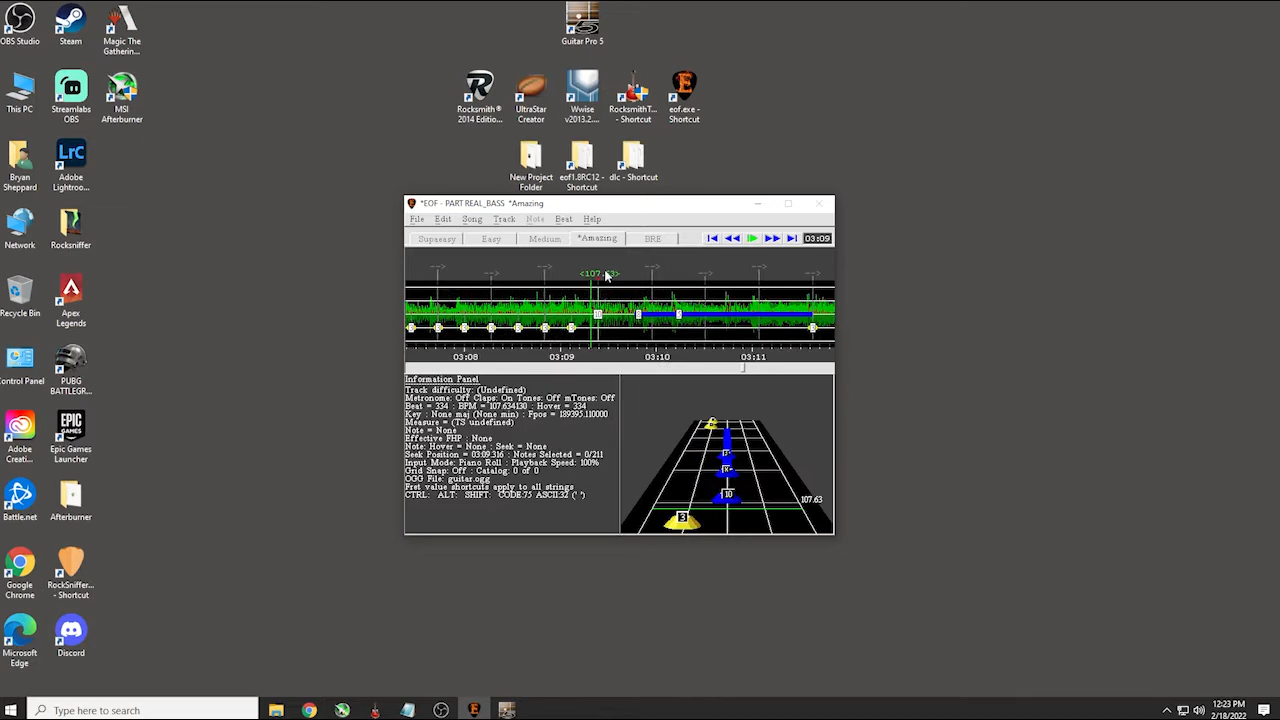 OBS Studio
Steam
Magic The
Gatherin...
Guitar Pro 5
This PC
Streamlabs
OBS
MSI
Afterburner
Rocksmith®
2014 Editio...
UltraStar
Creator
Wwise
v2013.2....
RocksmithT...
- Shortcut
eof.exe -
Shortcut
Bryan
Sheppard
Adobe
Lightroo...
New Project
Folder
eof1.8RC12 -
Shortcut
dlc - Shortcut
Network
Rocksniffer
Recycle Bin
Apex
Legends
Control Panel
PUBG
BATTLEGR...
Adobe
Creati...
Epic Games
Launcher
Battle.net
Afterburner
Google
Chrome
RockSniffer...
- Shortcut
Microsoft
Edge
Discord
*EOF - PART REAL_BASS *Amazing
File Edit Song Track Note Beat Help
Supaeasy Easy Medium *Amazing BRE 03:09
03:08 03:09 03:10 03:11
Information Panel
Track difficulty: (Undefined)
Metronome: Off Claps: On Tones: Off mTones: Off
Beat = 334 : BPM = 107.634130 : Hover = 334
Key : None maj (None min) : Fpos = 189395.110000
Measure = (TS undefined)
Note = None
Effective FHP : None
Note: Hover = None : Seek = None
Seek Position = 03:09.316 : Notes Selected = 0/211
Input Mode: Piano Roll : Playback Speed: 100%
Grid Snap: Off : Catalog: 0 of 0
OGG File: guitar.ogg
Fret value shortcuts apply to all strings
CTRL: ALT: SHIFT: CODE:75 ASCII:32 (' ')
10
107.63
3
Type here to search
12:23 PM
2/18/2022